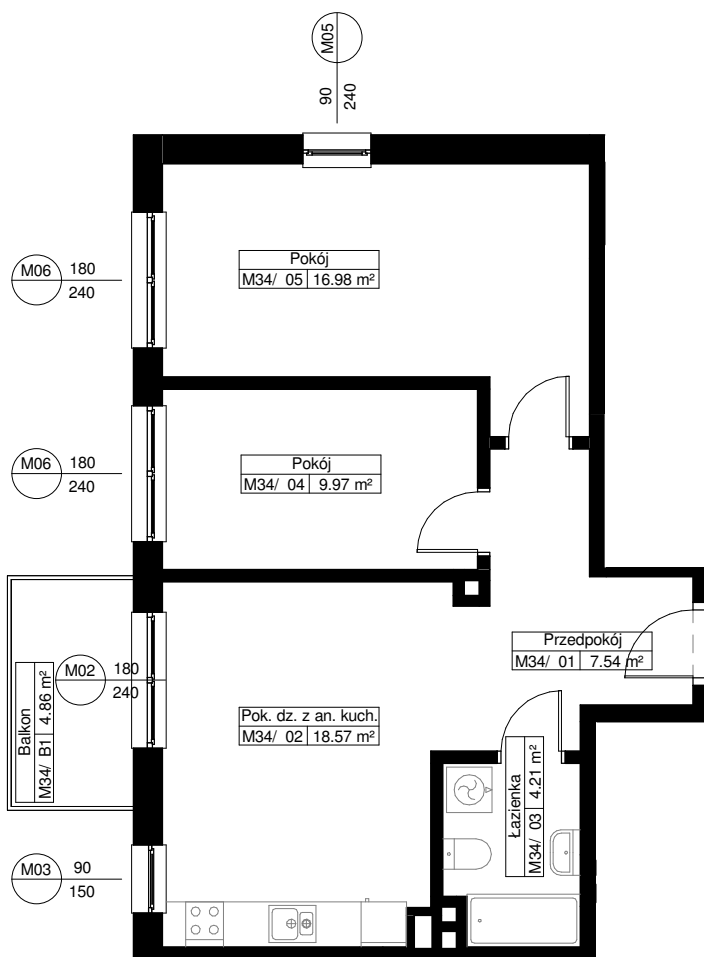 M05
90
240
Pokój
M34/ 05 16.98 m²
M06
180
240
Pokój
M34/ 04 9.97 m²
M06
180
240
Przedpokój
M34/ 01 7.54 m²
Balkon
M34/ B1 4.86 m²
M02
180
240
Pok. dz. z an. kuch.
M34/ 02 18.57 m²
Łazienka
M34/ 03 4.21 m²
M03
90
150